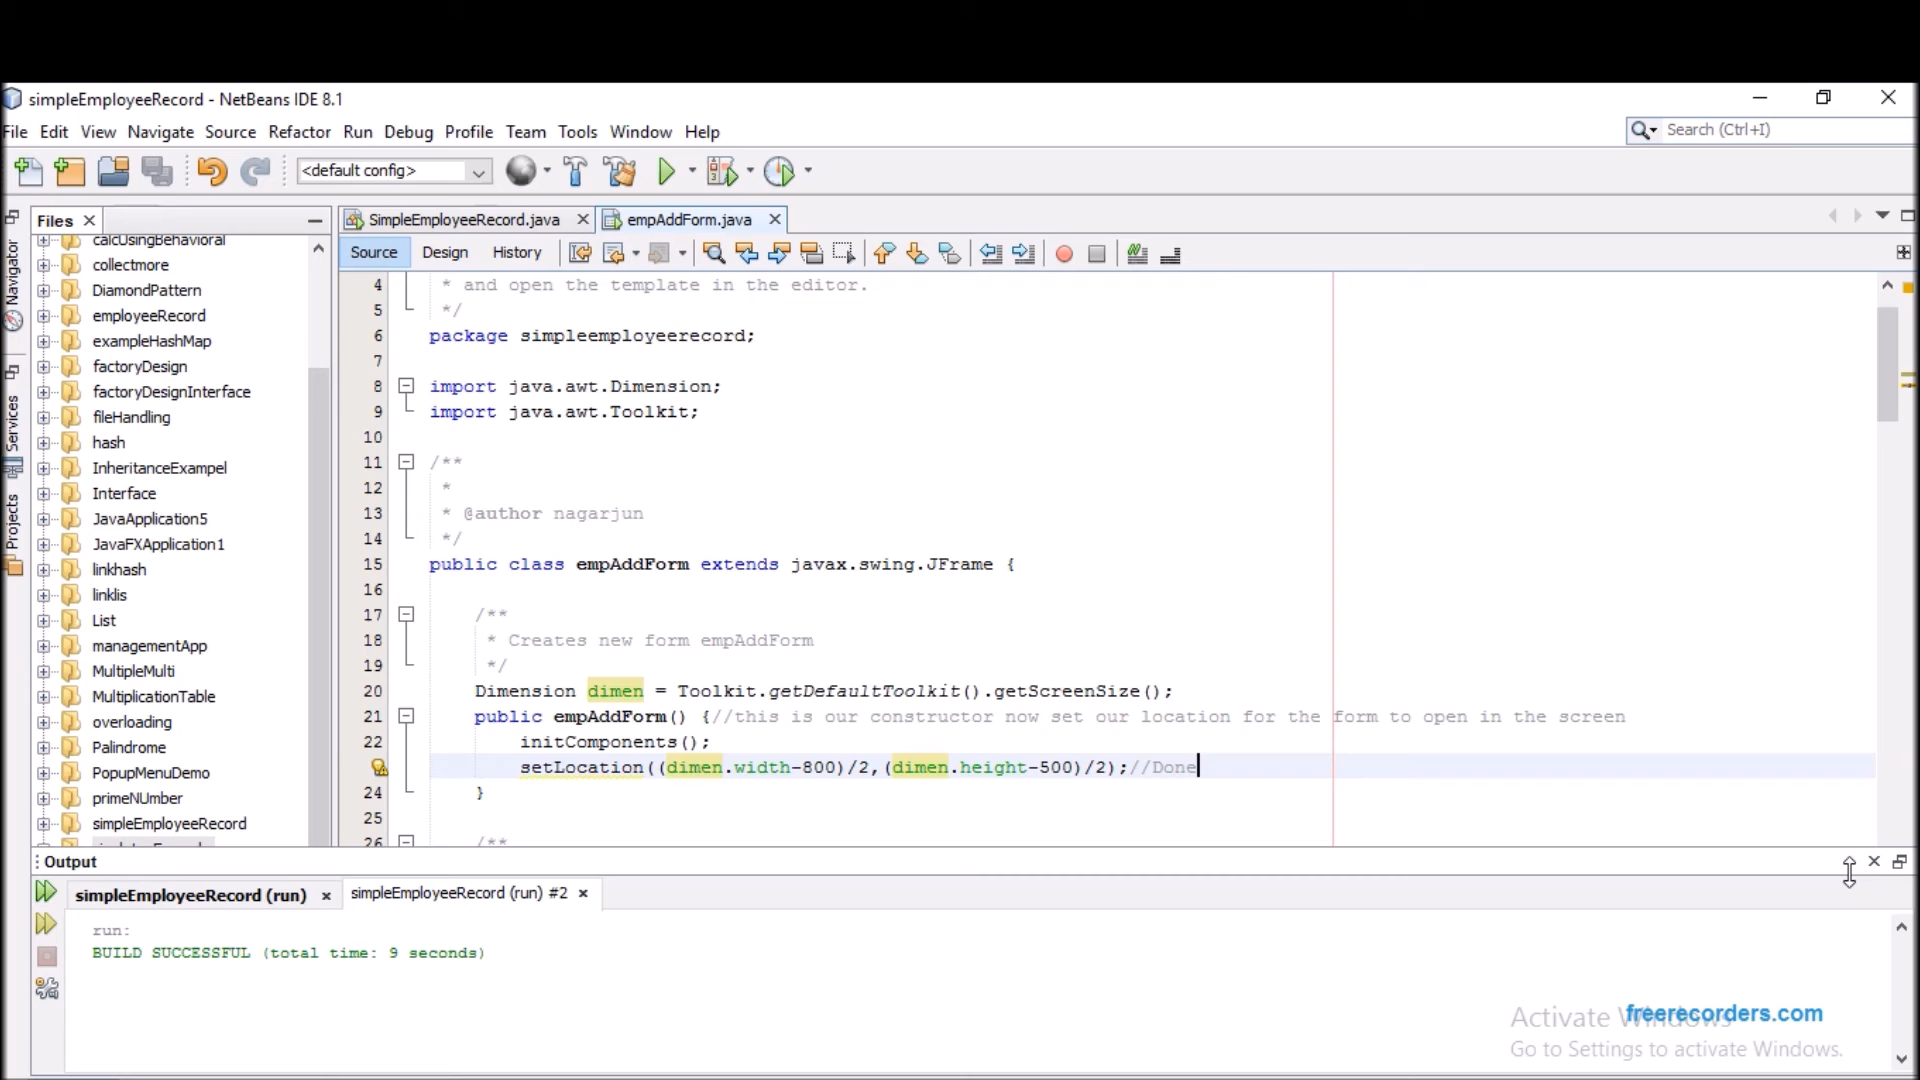 simpleEmployeeRecord - NetBeans IDE 8.1
File Edit View Navigate Source Refactor Run Debug Profile Team Tools Window Help
Search (Ctrl+I)
<default config>
Files
SimpleEmployeeRecord.java
empAddForm.java
Source Design History
Navigator
Services
Projects
calcUsingBehavioral
collectmore
DiamondPattern
employeeRecord
exampleHashMap
factoryDesign
factoryDesignInterface
fileHandling
hash
InheritanceExampel
Interface
JavaApplication5
JavaFXApplication1
linkhash
linklis
List
managementApp
MultipleMulti
MultiplicationTable
overloading
Palindrome
PopupMenuDemo
primeNUmber
simpleEmployeeRecord
4 * and open the template in the editor.
5 */
6 package simpleemployeerecord;
7
8 import java.awt.Dimension;
9 import java.awt.Toolkit;
10
11 /**
12 *
13 * @author nagarjun
14 */
15 public class empAddForm extends javax.swing.JFrame {
16
17 /**
18 * Creates new form empAddForm
19 */
20 Dimension dimen = Toolkit.getDefaultToolkit().getScreenSize();
21 public empAddForm() {//this is our constructor now set our location for the form to open in the screen
22 initComponents();
setLocation((dimen.width-800)/2,(dimen.height-500)/2);//Done
24 }
25
26 /**
Output
simpleEmployeeRecord (run)
simpleEmployeeRecord (run) #2
run:
BUILD SUCCESSFUL (total time: 9 seconds)
Activate Windows
freerecorders.com
Go to Settings to activate Windows.